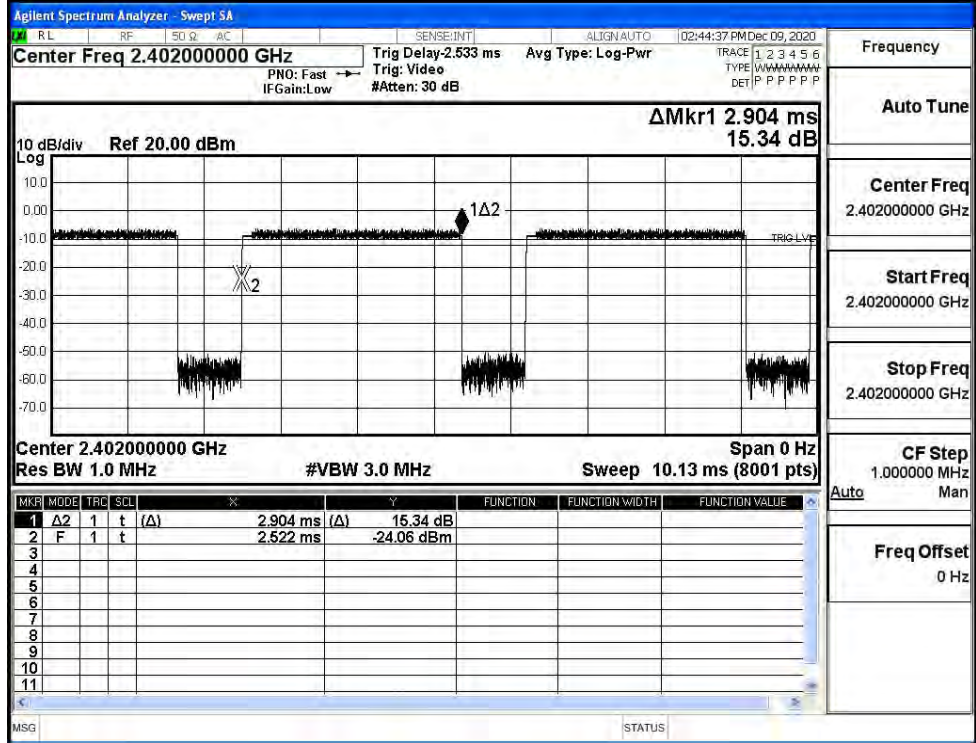 Agilent Spectrum Analyzer - Swept SA
RL RF 50 Ω AC SENSE:INT ALIGN AUTO 02:44:37 PM Dec 09, 2020
Center Freq 2.402000000 GHz
PNO: Fast
IFGain:Low
Trig Delay-2.533 ms
Trig: Video
#Atten: 30 dB
Avg Type: Log-Pwr
TRACE 1 2 3 4 5 6
TYPE WWWWWW
DET P P P P P P
ΔMkr1 2.904 ms
15.34 dB
10 dB/div Ref 20.00 dBm
Log
10.0
0.00
-10.0
-20.0
-30.0
-40.0
-50.0
-60.0
-70.0
1Δ2
2
TRIG LVL
Center 2.402000000 GHz Span 0 Hz
Res BW 1.0 MHz #VBW 3.0 MHz Sweep 10.13 ms (8001 pts)
MKR MODE TRC SCL X Y FUNCTION FUNCTION WIDTH FUNCTION VALUE
1 Δ2 1 t (Δ) 2.904 ms (Δ) 15.34 dB
2 F 1 t 2.522 ms -24.06 dBm
3
4
5
6
7
8
9
10
11
MSG STATUS
Frequency
Auto Tune
Center Freq
2.402000000 GHz
Start Freq
2.402000000 GHz
Stop Freq
2.402000000 GHz
CF Step
1.000000 MHz
Auto Man
Freq Offset
0 Hz